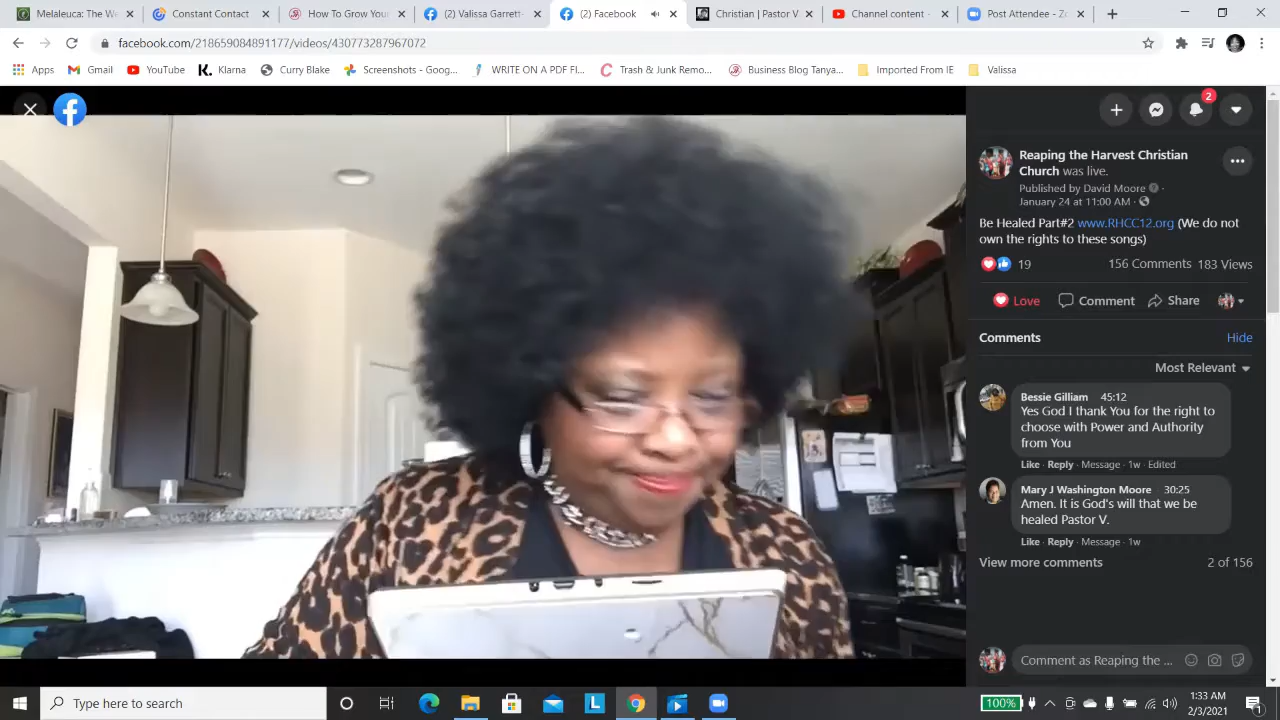 Melaleuca: The We
Constant Contact
How To Grow Your
(2) Valissa Garrett-
(2) Facebook
Christian | Pastor V
Channel content -
Post Attendee - Zo
facebook.com/218659084891177/videos/430773287967072
Apps
Gmail
YouTube
K. Klarna
Curry Blake
Screenshots - Goog...
WRITE ON A PDF FI...
Trash & Junk Remo...
Business Blog Tanya...
Imported From IE
Valissa
2
Reaping the Harvest Christian
Church was live.
Published by David Moore ·
January 24 at 11:00 AM ·
Be Healed Part#2 www.RHCC12.org (We do not
own the rights to these songs)
19
156 Comments 183 Views
Love
Comment
Share
Comments
Hide
Most Relevant
Bessie Gilliam 45:12
Yes God I thank You for the right to
choose with Power and Authority
from You
Like · Reply · Message · 1w · Edited
Mary J Washington Moore 30:25
Amen. It is God's will that we be
healed Pastor V.
Like · Reply · Message · 1w
View more comments
2 of 156
Comment as Reaping the ...
Type here to search
L
100%
1:33 AM
2/3/2021
1